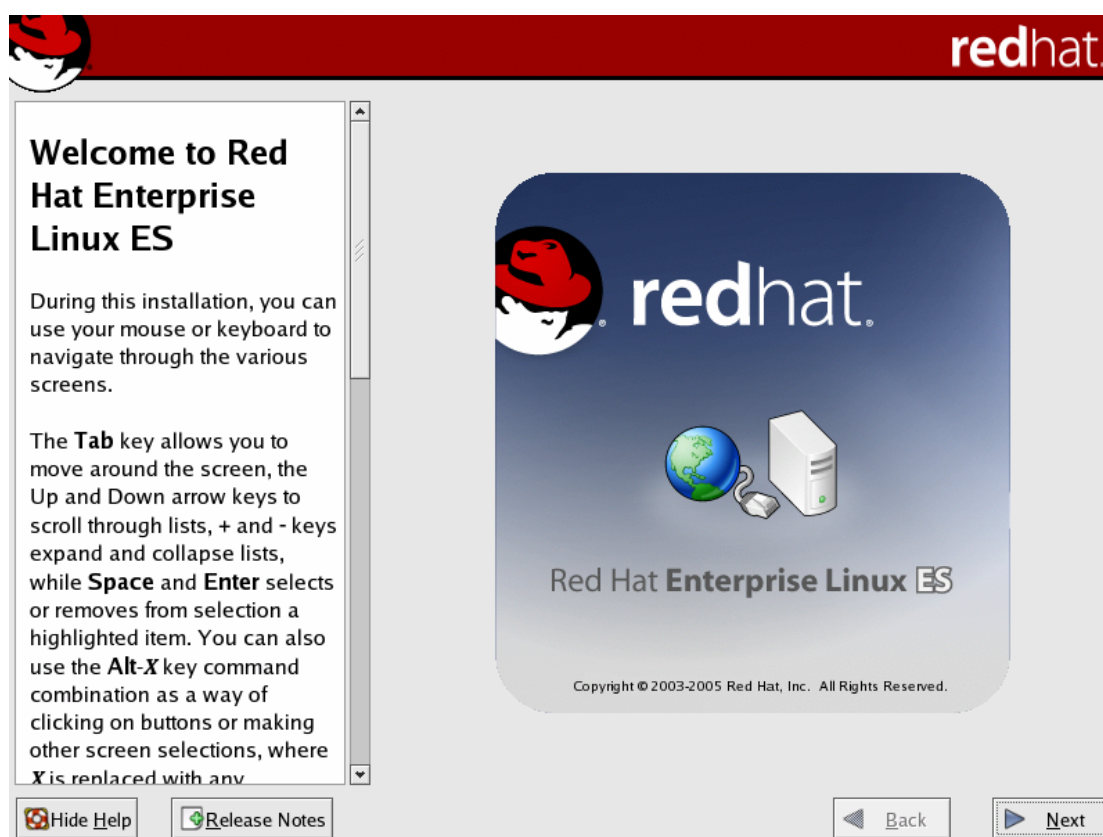 redhat.
Welcome to Red
Hat Enterprise
Linux ES
During this installation, you can
use your mouse or keyboard to
navigate through the various
screens.
The Tab key allows you to
move around the screen, the
Up and Down arrow keys to
scroll through lists, + and - keys
expand and collapse lists,
while Space and Enter selects
or removes from selection a
highlighted item. You can also
use the Alt-X key command
combination as a way of
clicking on buttons or making
other screen selections, where
X is replaced with any
redhat.®
Red Hat Enterprise Linux ES
Copyright © 2003-2005 Red Hat, Inc. All Rights Reserved.
Hide Help
Release Notes
Back
Next